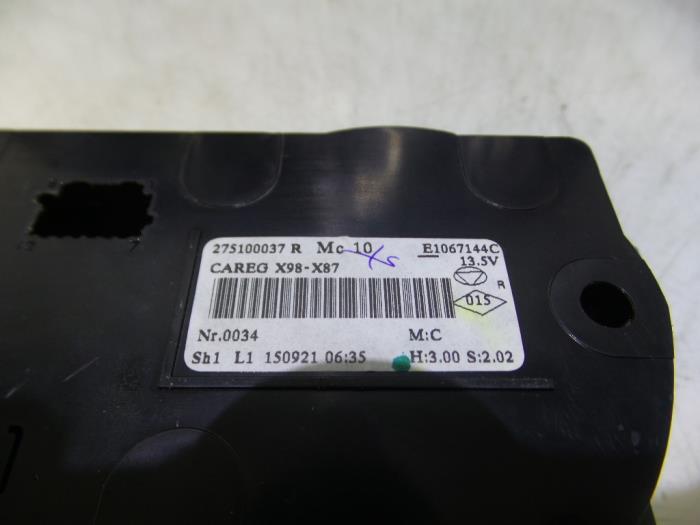 275100037 R Mc 10 E1067144C
13.5V
CAREG X98-X87
R
015
Nr.0034 M:C
Sh1 L1 150921 06:35 H:3.00 S:2.02
7